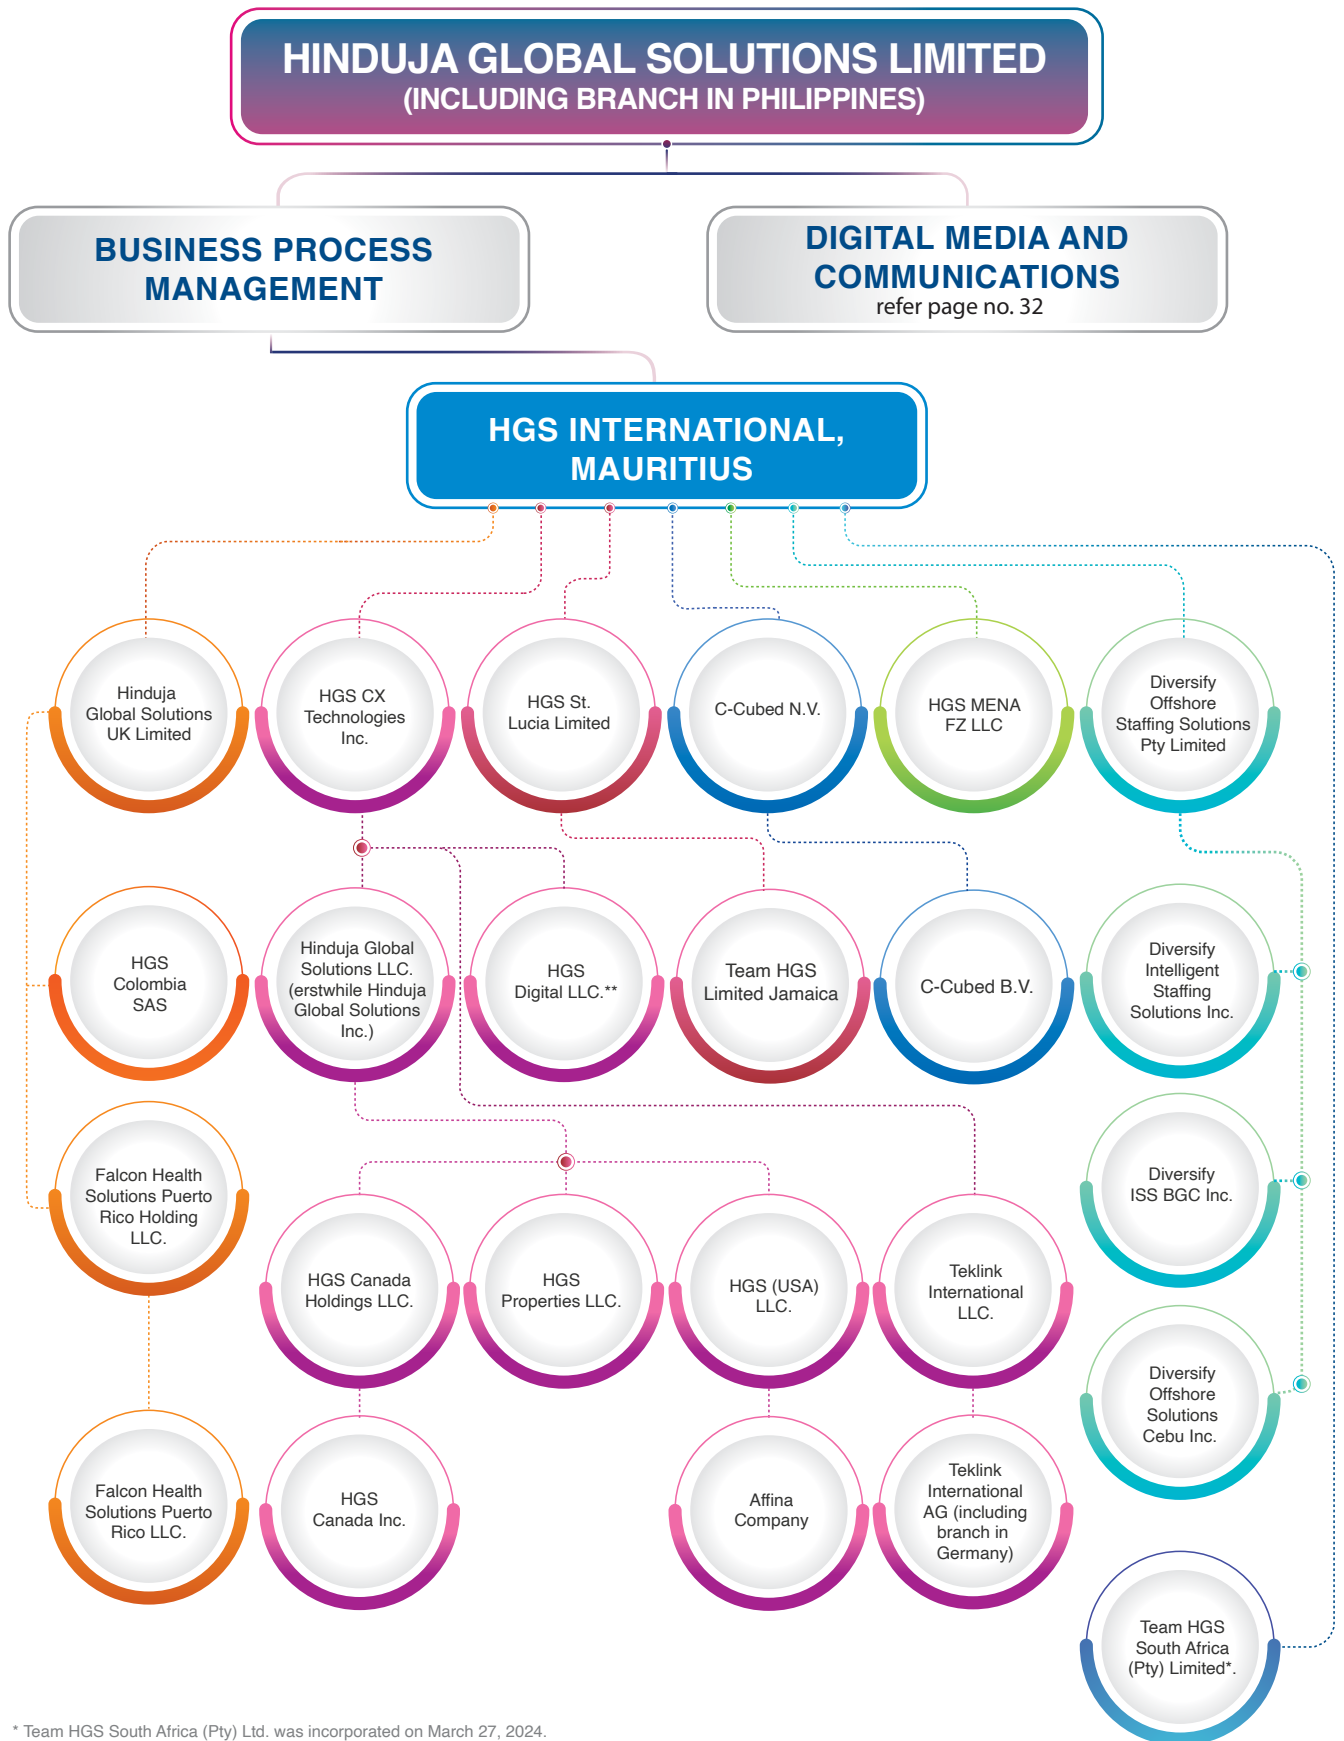 HINDUJA GLOBAL SOLUTIONS LIMITED
(INCLUDING BRANCH IN PHILIPPINES)
BUSINESS PROCESS
MANAGEMENT
DIGITAL MEDIA AND
COMMUNICATIONS
refer page no. 32
HGS INTERNATIONAL,
MAURITIUS
Hinduja
Global Solutions
UK Limited
HGS CX
Technologies
Inc.
HGS St.
Lucia Limited
C-Cubed N.V.
HGS MENA
FZ LLC
Diversify
Offshore
Staffing Solutions
Pty Limited
HGS
Colombia
SAS
Hinduja Global
Solutions LLC.
(erstwhile Hinduja
Global Solutions
Inc.)
HGS
Digital LLC.**
Team HGS
Limited Jamaica
C-Cubed B.V.
Diversify
Intelligent
Staffing
Solutions Inc.
Falcon Health
Solutions Puerto
Rico Holding
LLC.
Diversify
ISS BGC Inc.
HGS Canada
Holdings LLC.
HGS
Properties LLC.
HGS (USA)
LLC.
Teklink
International
LLC.
Diversify
Offshore
Solutions
Cebu Inc.
Falcon Health
Solutions Puerto
Rico LLC.
HGS
Canada Inc.
Affina
Company
Teklink
International
AG (including
branch in
Germany)
Team HGS
South Africa
(Pty) Limited*.
* Team HGS South Africa (Pty) Ltd. was incorporated on March 27, 2024.